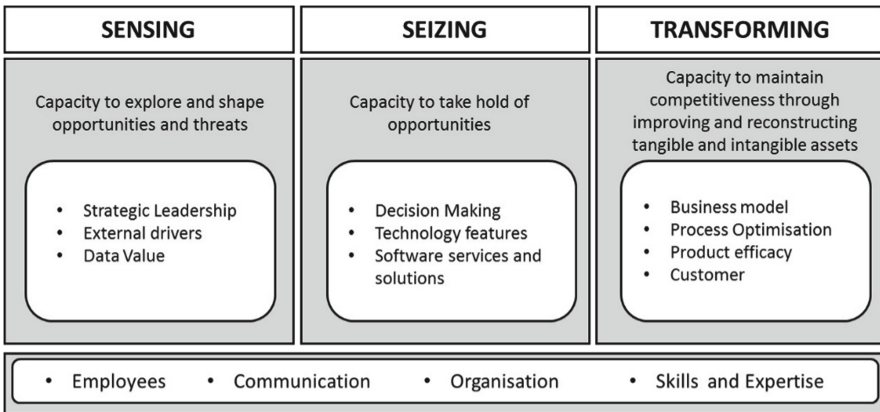 SENSING
SEIZING
TRANSFORMING
Capacity to explore and shape
opportunities and threats
• Strategic Leadership
• External drivers
• Data Value
Capacity to take hold of
opportunities
• Decision Making
• Technology features
• Software services and
solutions
Capacity to maintain
competitiveness through
improving and reconstructing
tangible and intangible assets
• Business model
• Process Optimisation
• Product efficacy
• Customer
• Employees • Communication • Organisation • Skills and Expertise